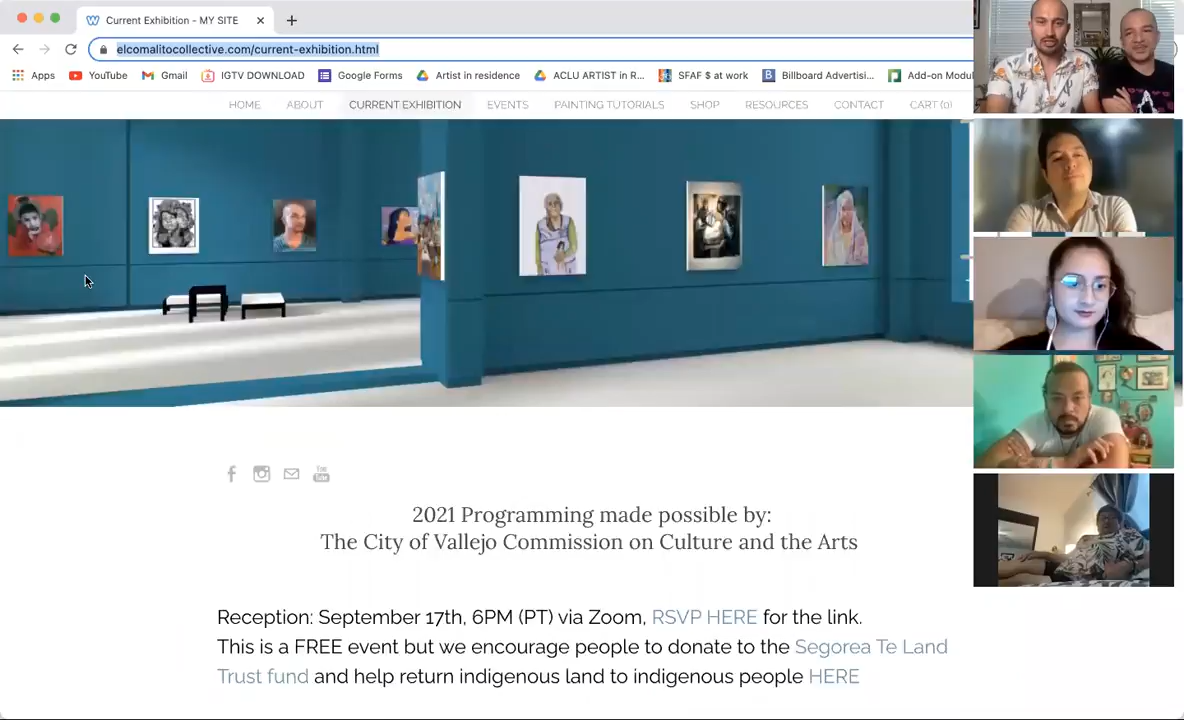 Current Exhibition - MY SITE
elcomalitocollective.com/current-exhibition.html
Apps YouTube Gmail IGTV DOWNLOAD Google Forms Artist in residence ACLU ARTIST in R... SFAF $ at work Billboard Advertisi... Add-on Modul
HOME ABOUT CURRENT EXHIBITION EVENTS PAINTING TUTORIALS SHOP RESOURCES CONTACT CART (0)
You
Tube
2021 Programming made possible by:
The City of Vallejo Commission on Culture and the Arts
Reception: September 17th, 6PM (PT) via Zoom, RSVP HERE for the link.
This is a FREE event but we encourage people to donate to the Segorea Te Land
Trust fund and help return indigenous land to indigenous people HERE